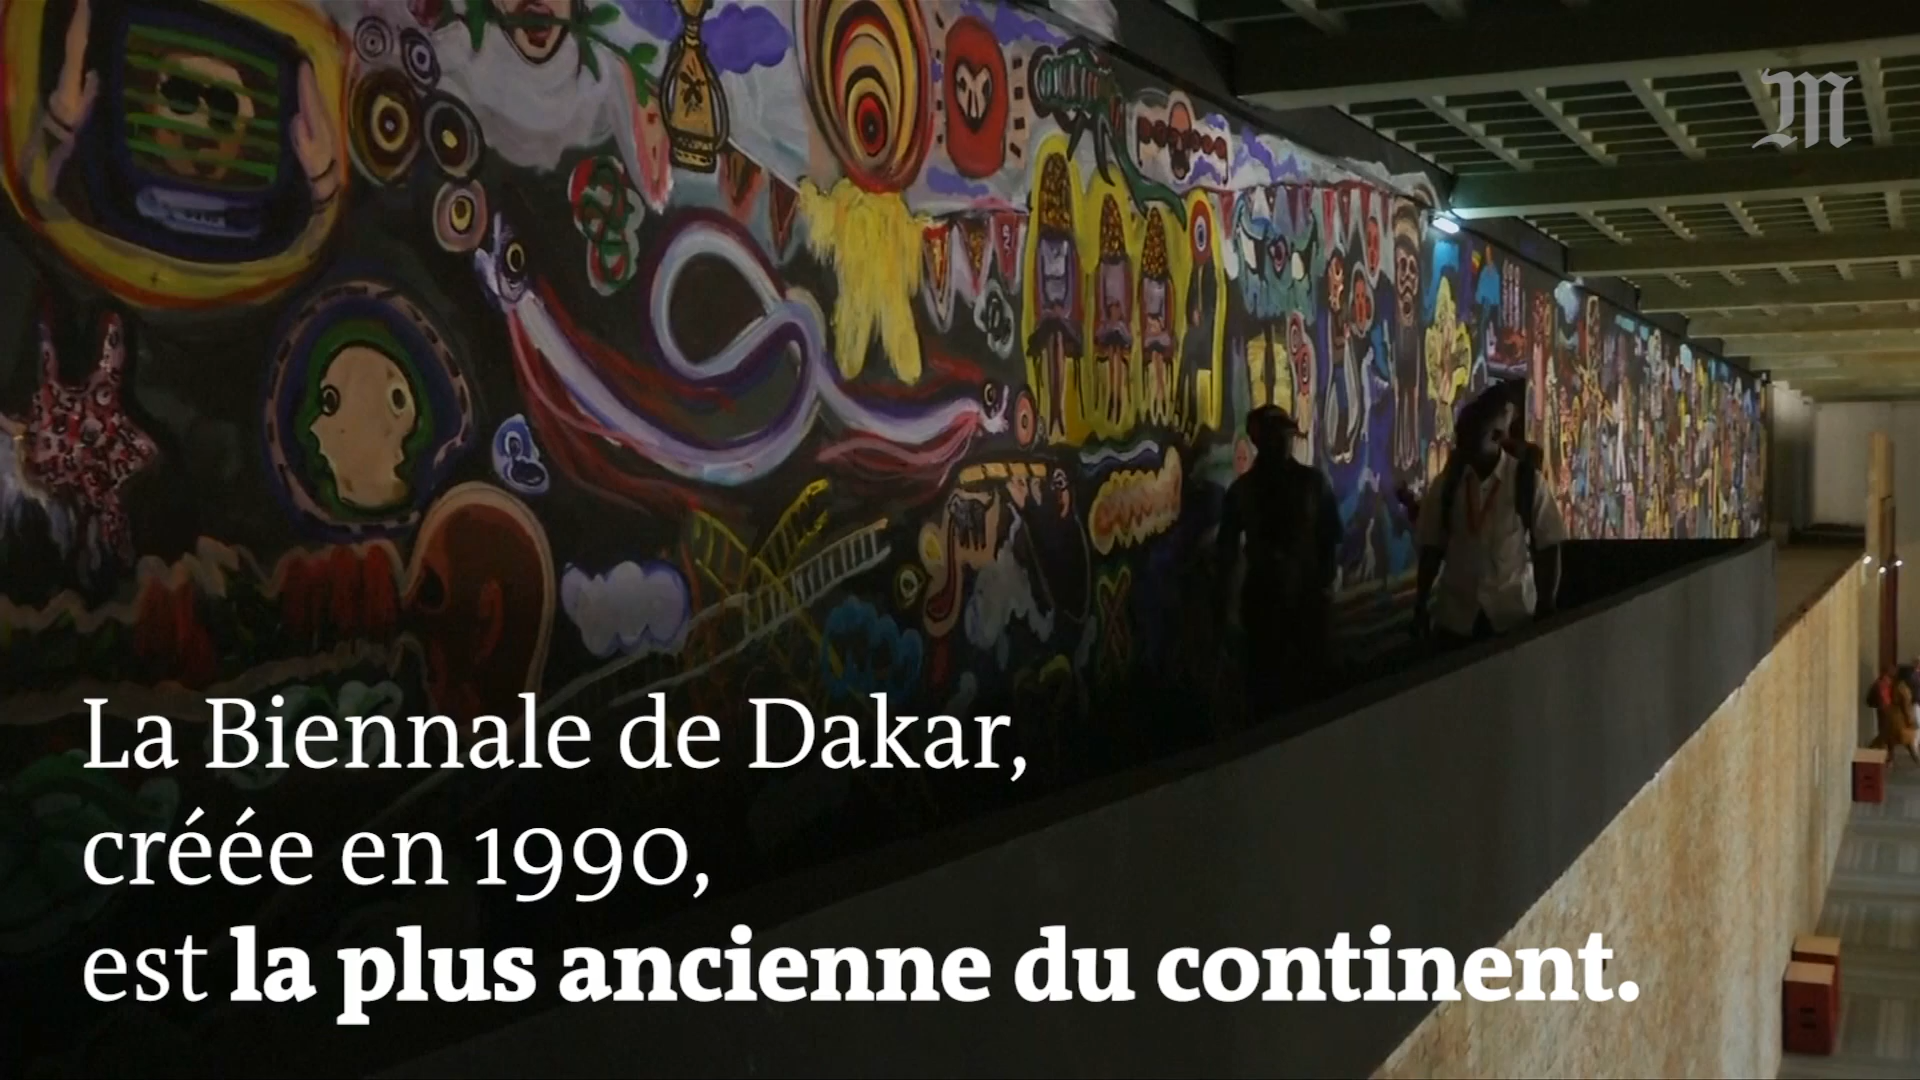 M
La Biennale de Dakar,
créée en 1990,
est la plus ancienne du continent.